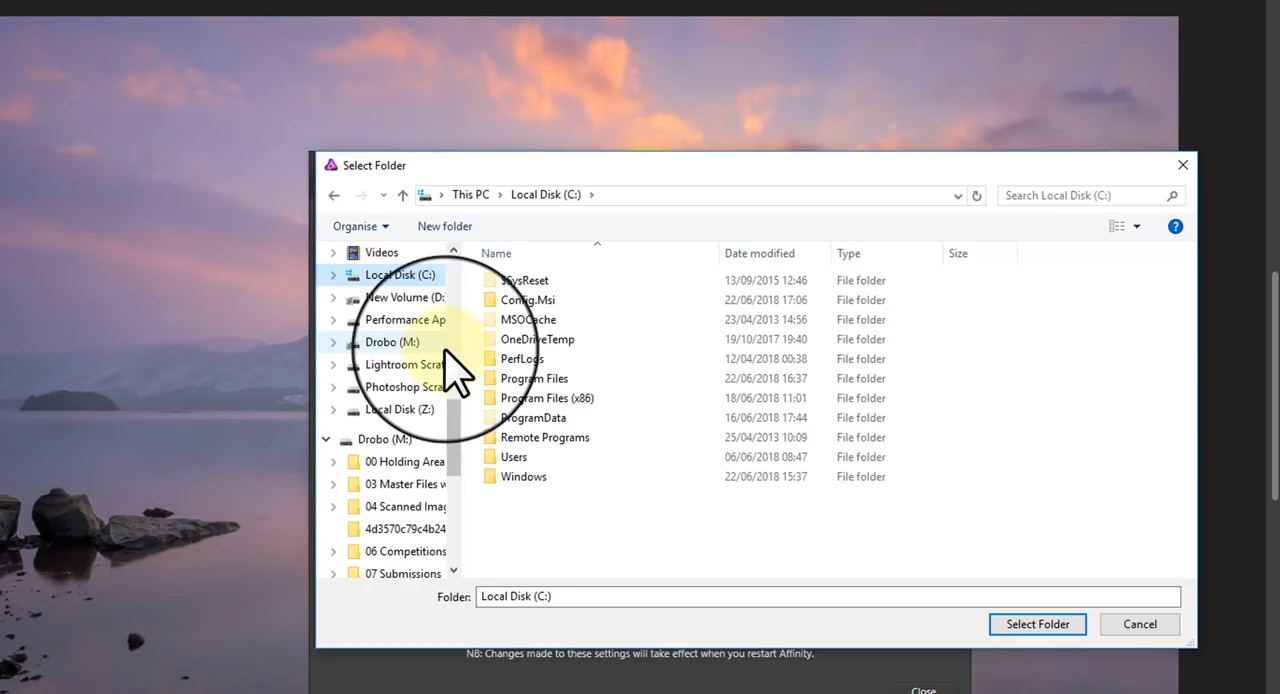 Select Folder
This PC Local Disk (C:)
Search Local Disk (C:)
Organise New folder
Name Date modified Type Size
Videos
Local Disk (C:)
New Volume (D:
Performance Ap
Drobo (M:)
Lightroom Scrat
Photoshop Scra
Local Disk (Z:)
Drobo (M:)
00 Holding Area
03 Master Files w
04 Scanned Imag
4d3570c79c4b24
06 Competitions
07 Submissions
$SysReset 13/09/2015 12:46 File folder
Config.Msi 22/06/2018 17:06 File folder
MSOCache 23/04/2013 14:56 File folder
OneDriveTemp 19/10/2017 19:40 File folder
PerfLogs 12/04/2018 00:38 File folder
Program Files 22/06/2018 16:37 File folder
Program Files (x86) 18/06/2018 11:01 File folder
ProgramData 16/06/2018 17:44 File folder
Remote Programs 25/04/2013 10:09 File folder
Users 06/06/2018 08:47 File folder
Windows 22/06/2018 15:37 File folder
Folder: Local Disk (C:)
Select Folder Cancel
NB: Changes made to these settings will take effect when you restart Affinity.
Close